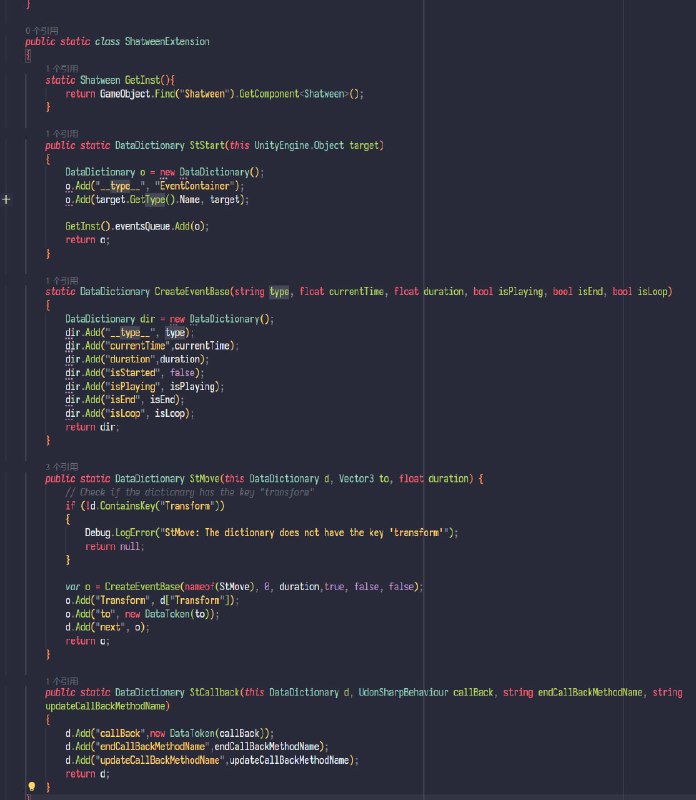 }
0 个引用
public static class ShatweenExtension
{
1 个引用
static Shatween GetInst(){
return GameObject.Find("Shatween").GetComponent<Shatween>();
}
1 个引用
public static DataDictionary StStart(this UnityEngine.Object target)
{
DataDictionary o = new DataDictionary();
o.Add("__type__", "EventContainer");
o.Add(target.GetType().Name, target);
GetInst().eventsQueue.Add(o);
return o;
}
1 个引用
static DataDictionary CreateEventBase(string type, float currentTime, float duration, bool isPlaying, bool isEnd, bool isLoop)
{
DataDictionary dir = new DataDictionary();
dir.Add("__type__", type);
dir.Add("currentTime",currentTime);
dir.Add("duration",duration);
dir.Add("isStarted", false);
dir.Add("isPlaying", isPlaying);
dir.Add("isEnd", isEnd);
dir.Add("isLoop", isLoop);
return dir;
}
3 个引用
public static DataDictionary StMove(this DataDictionary d, Vector3 to, float duration) {
// Check if the dictionary has the key "transform"
if (!d.ContainsKey("Transform"))
{
Debug.LogError("StMove: The dictionary does not have the key 'transform'");
return null;
}
var o = CreateEventBase(nameof(StMove), 0, duration,true, false, false);
o.Add("Transform", d["Transform"]);
o.Add("to", new DataToken(to));
d.Add("next", o);
return o;
}
1 个引用
public static DataDictionary StCallback(this DataDictionary d, UdonSharpBehaviour callBack, string endCallBackMethodName, string
updateCallBackMethodName)
{
d.Add("callBack",new DataToken(callBack));
d.Add("endCallBackMethodName",endCallBackMethodName);
d.Add("updateCallBackMethodName",updateCallBackMethodName);
return d;
}
}